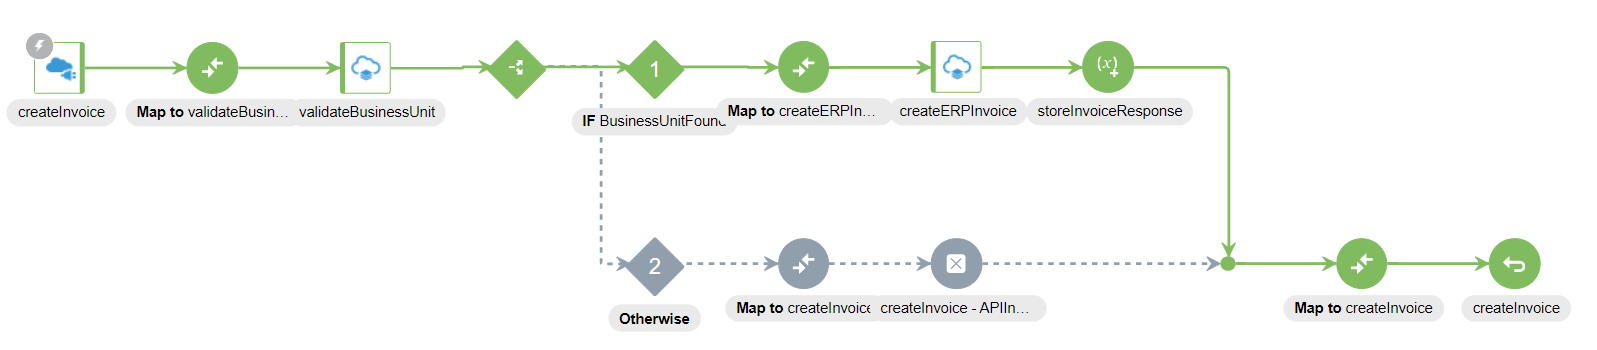 createInvoice
Map to validateBusin...
validateBusinessUnit
1
IF BusinessUnitFound
Map to createERPIn...
createERPInvoice
(x)
storeInvoiceResponse
2
Otherwise
Map to createInvoice
createInvoice - APIIn...
Map to createInvoice
createInvoice